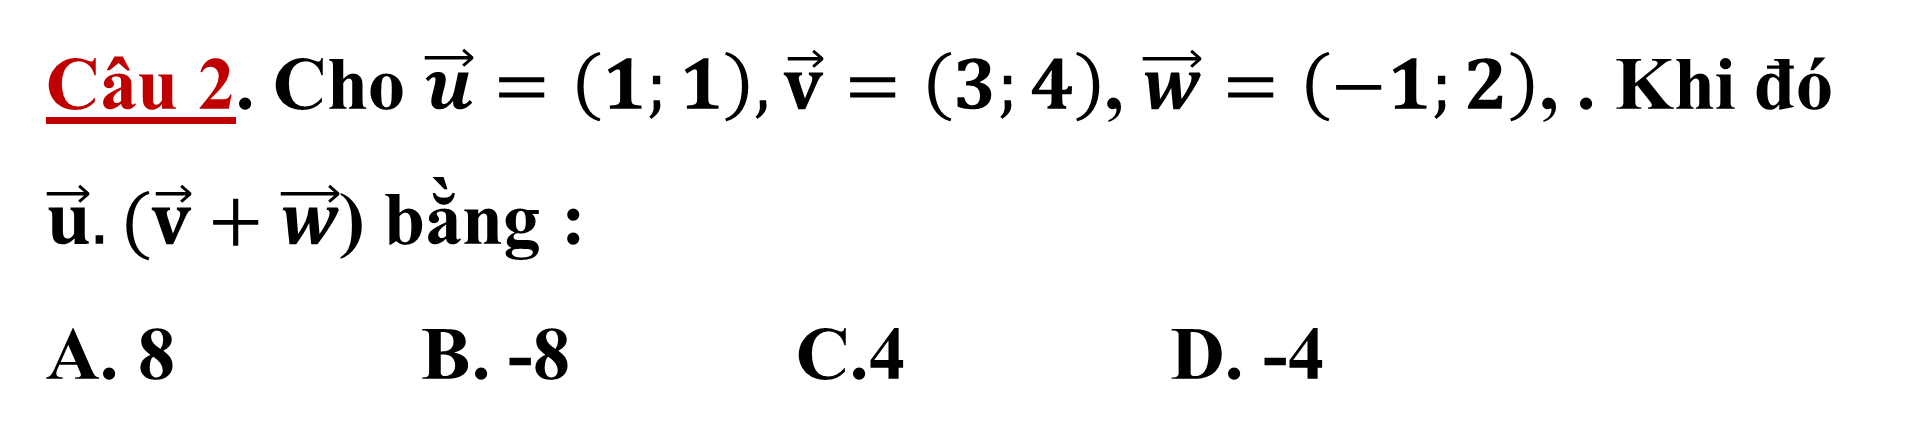 Câu 2. Cho u⃗ = (1; 1), v⃗ = (3; 4), w⃗ = (−1; 2), . Khi đó
u⃗. (v⃗ + w⃗) bằng :
A. 8 B. -8 C.4 D. -4